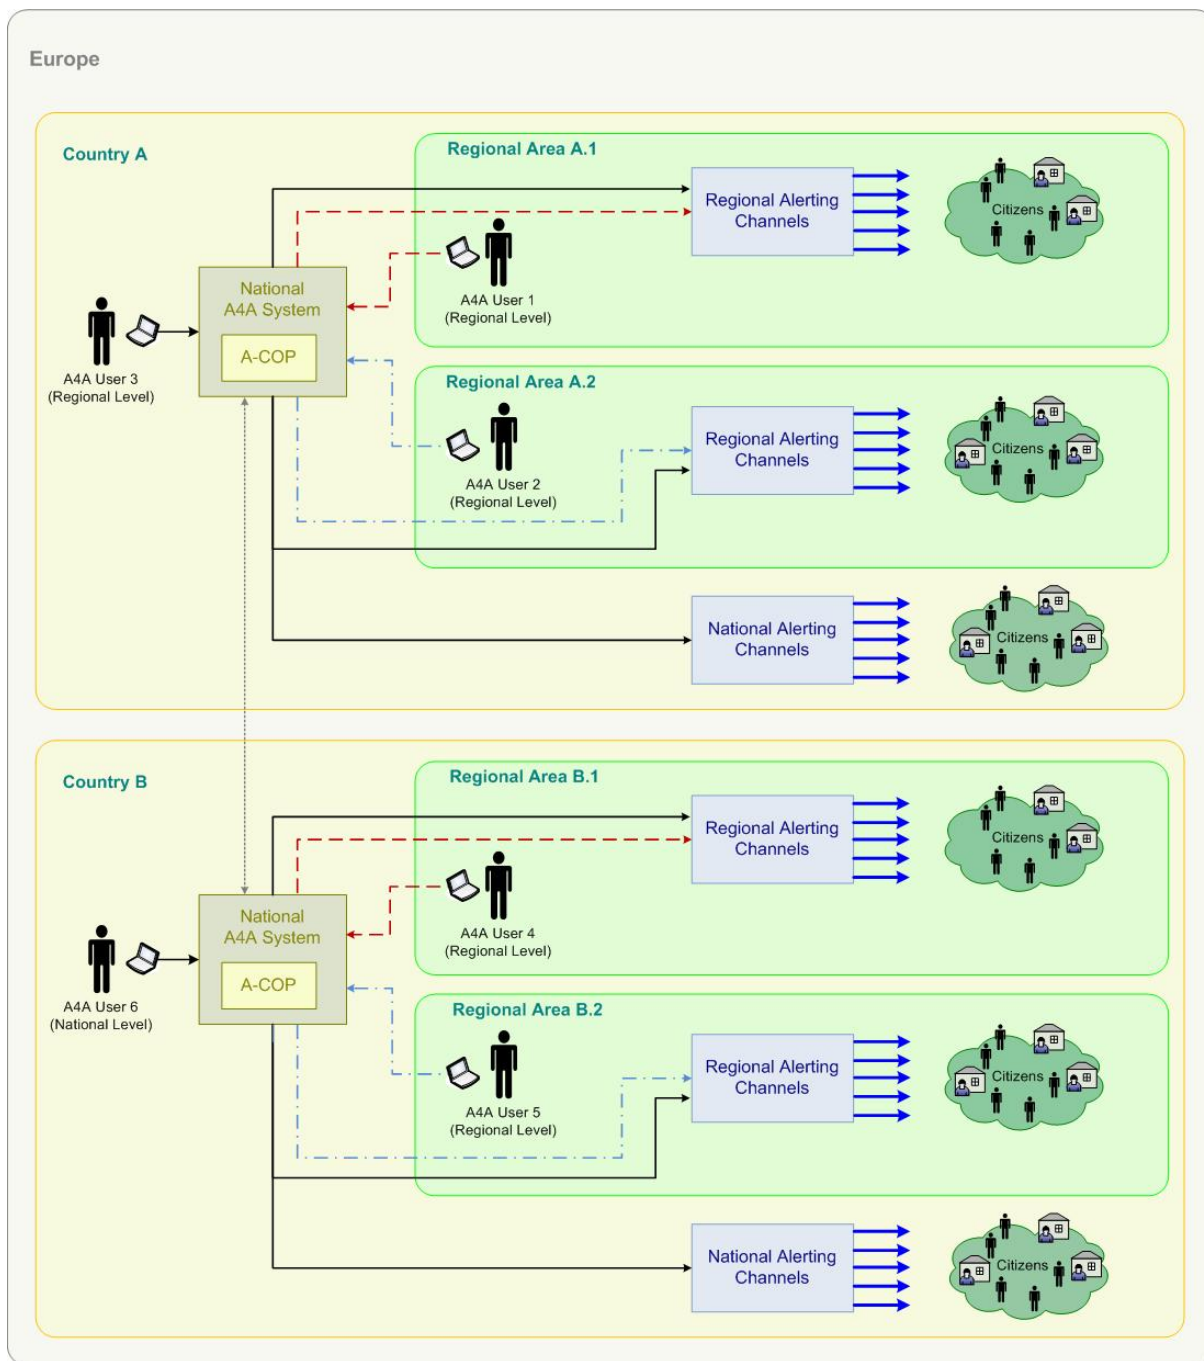 Europe
Country A
Regional Area A.1
Regional Alerting
Channels
Citizens
A4A User 1
(Regional Level)
National
A4A System
A-COP
A4A User 3
(Regional Level)
Regional Area A.2
Regional Alerting
Channels
Citizens
A4A User 2
(Regional Level)
National Alerting
Channels
Citizens
Country B
Regional Area B.1
Regional Alerting
Channels
Citizens
A4A User 4
(Regional Level)
National
A4A System
A-COP
A4A User 6
(National Level)
Regional Area B.2
Regional Alerting
Channels
Citizens
A4A User 5
(Regional Level)
National Alerting
Channels
Citizens